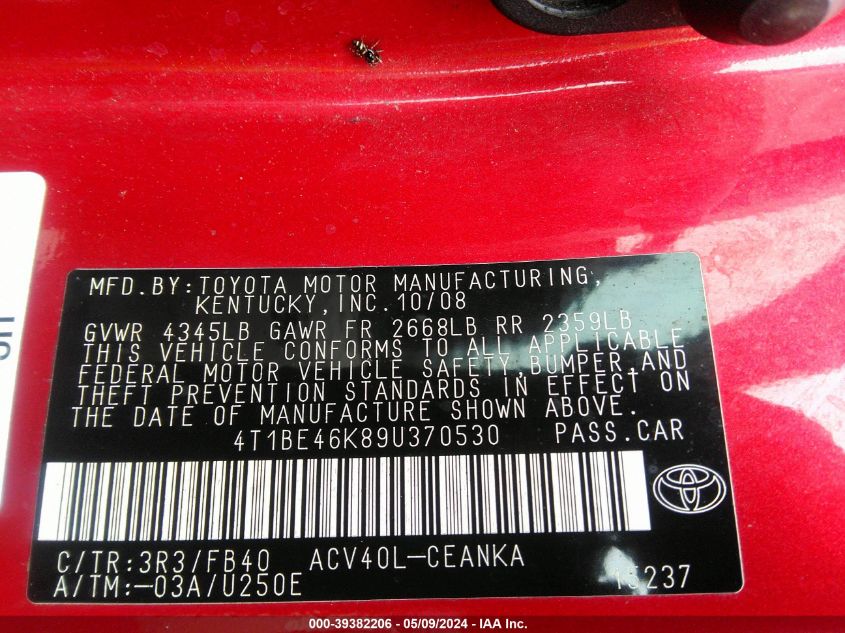 MFD.BY:TOYOTA MOTOR MANUFACTURING,
KENTUCKY,INC.10/08
GVWR 4345LB GAWR FR 2668LB RR 2359LB
THIS VEHICLE CONFORMS TO ALL APPLICABLE
FEDERAL MOTOR VEHICLE SAFETY,BUMPER,AND
THEFT PREVENTION STANDARDS IN EFFECT ON
THE DATE OF MANUFACTURE SHOWN ABOVE.
4T1BE46K89U370530 PASS.CAR
C/TR:3R3/FB40 ACV40L-CEANKA
A/TM:-03A/U250E 15237
000-39382206 - 05/09/2024 - IAA Inc.